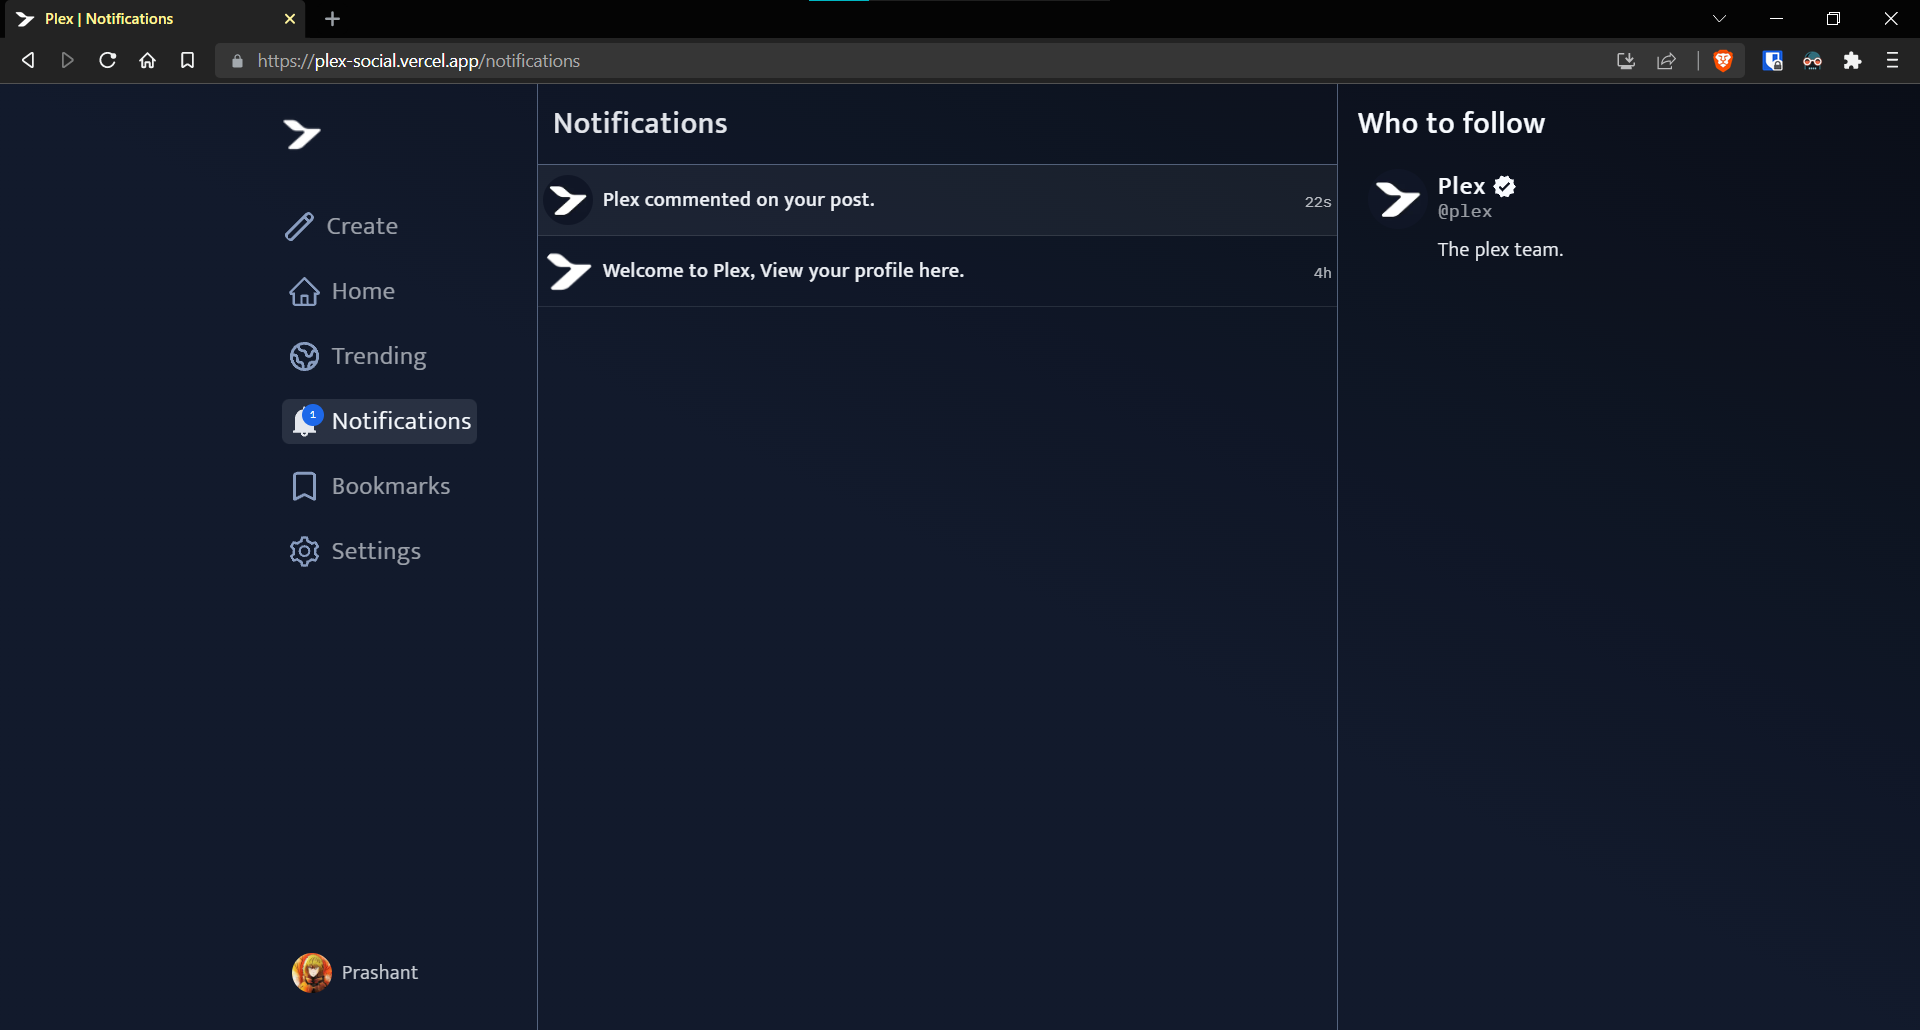 Plex | Notifications
https://plex-social.vercel.app/notifications
Create
Home
Trending
1
Notifications
Bookmarks
Settings
Prashant
Notifications
Plex commented on your post.
22s
Welcome to Plex, View your profile here.
4h
Who to follow
Plex
@plex
The plex team.